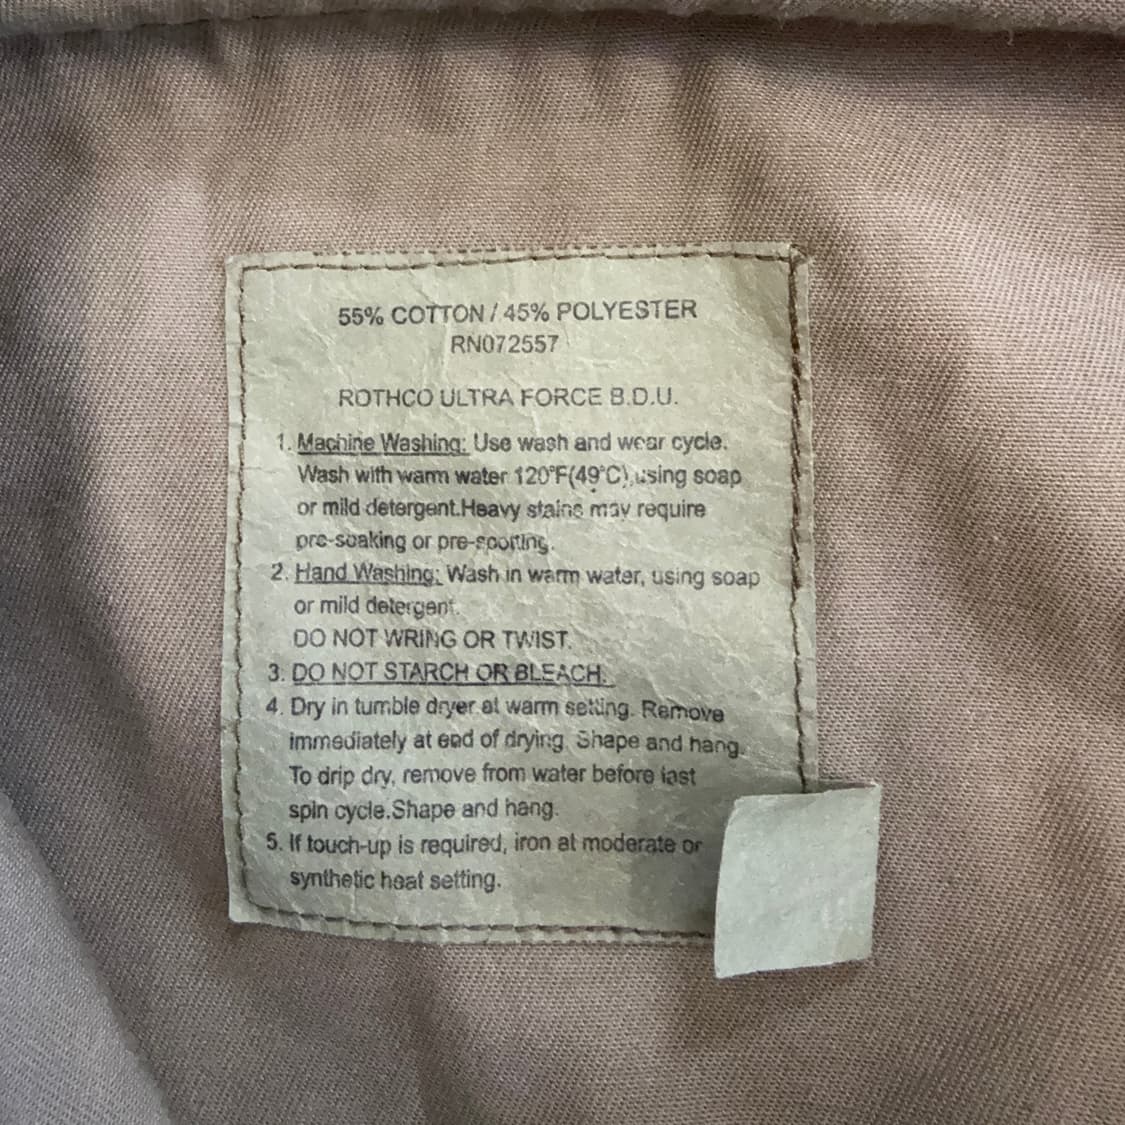 55% COTTON / 45% POLYESTER
RN072557
ROTHCO ULTRA FORCE B.D.U.
1. Machine Washing: Use wash and wear cycle.
Wash with warm water 120°F(49°C),using soap
or mild detergent.Heavy stains may require
pre-soaking or pre-spotting.
2. Hand Washing: Wash in warm water, using soap
or mild detergent.
DO NOT WRING OR TWIST.
3. DO NOT STARCH OR BLEACH.
4. Dry in tumble dryer at warm setting. Remove
immediately at end of drying. Shape and hang.
To drip dry, remove from water before last
spin cycle.Shape and hang.
5. If touch-up is required, iron at moderate or
synthetic heat setting.